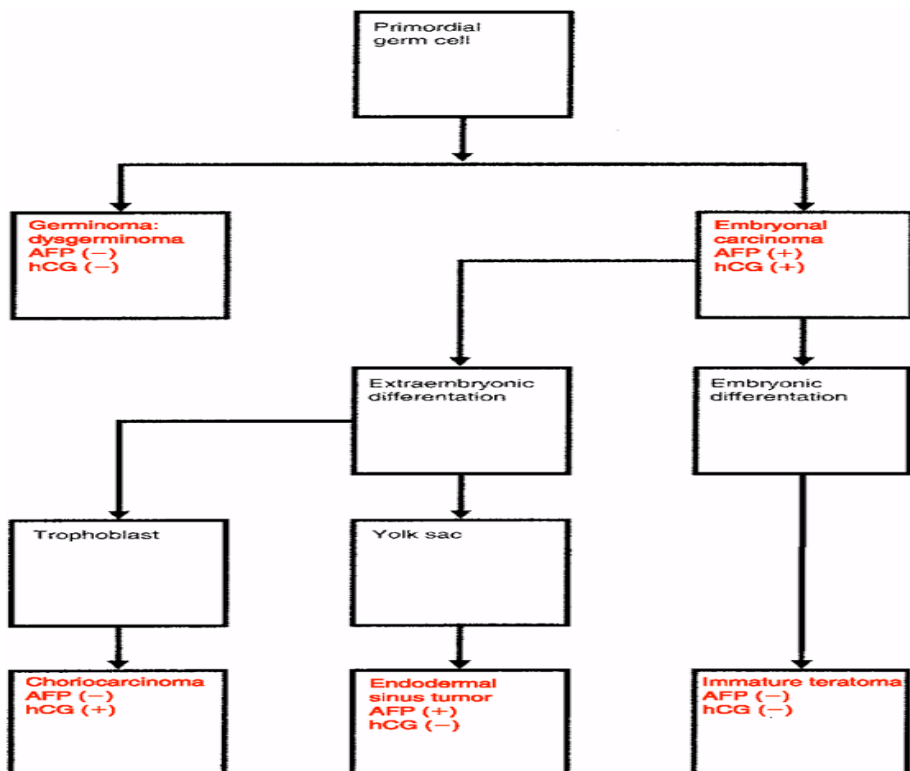 Primordial
germ cell
Germinoma:
dysgerminoma
AFP (−)
hCG (−)
Embryonal
carcinoma
AFP (+)
hCG (+)
Extraembryonic
differentation
Embryonic
differentation
Trophoblast
Yolk sac
Choriocarcinoma
AFP (−)
hCG (+)
Endodermal
sinus tumor
AFP (+)
hCG (−)
Immature teratoma
AFP (−)
hCG (−)